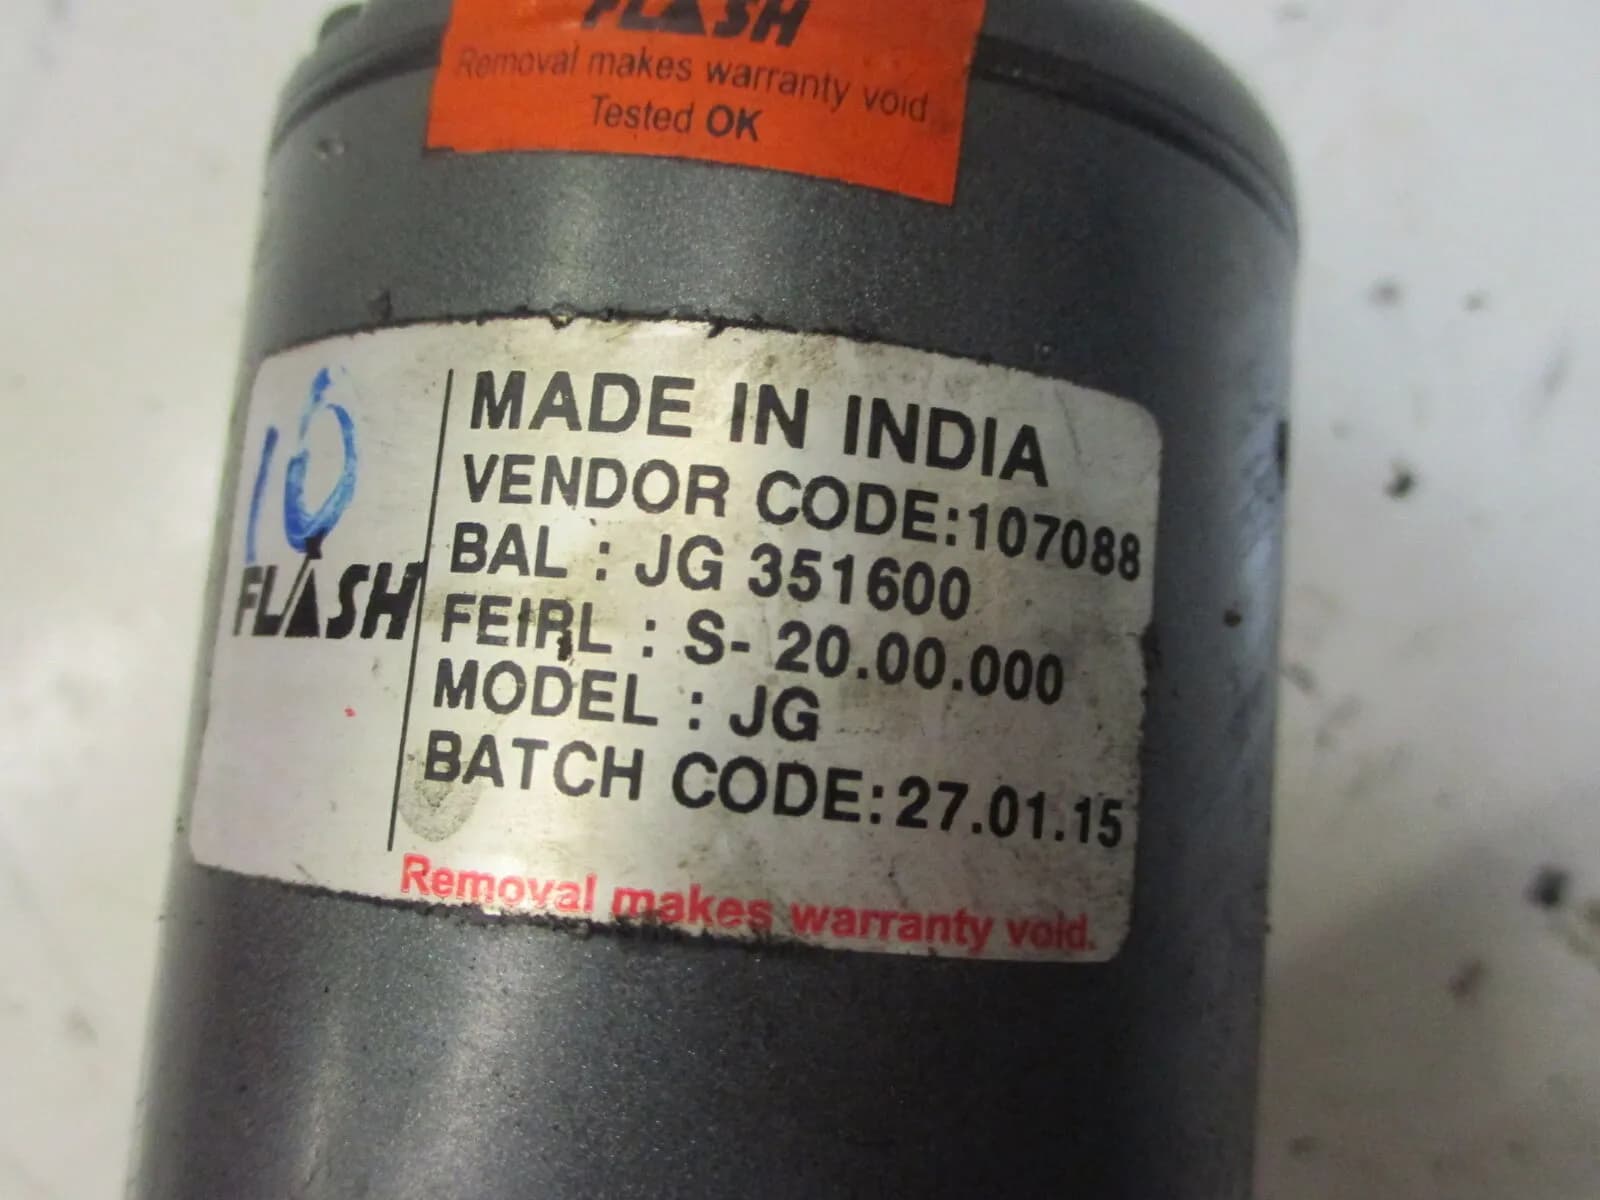 FLASH
Removal makes warranty void
Tested OK
10
FLASH
MADE IN INDIA
VENDOR CODE:107088
BAL : JG 351600
FEIRL : S- 20.00.000
MODEL : JG
BATCH CODE:27.01.15
Removal makes warranty void.